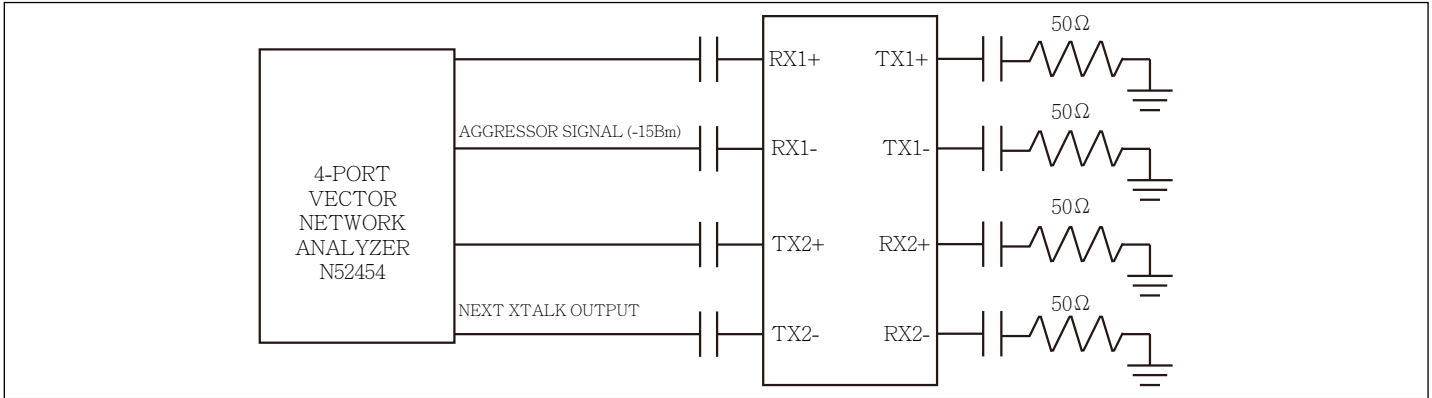 50Ω
RX1+ TX1+
AGGRESSOR SIGNAL (-15Bm)
50Ω
RX1- TX1-
4-PORT
VECTOR
NETWORK
ANALYZER
N52454
50Ω
TX2+ RX2+
NEXT XTALK OUTPUT
50Ω
TX2- RX2-